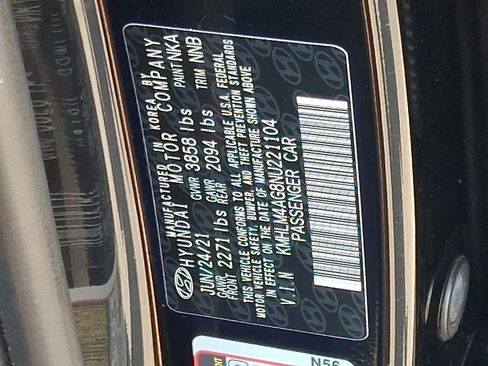 MANUFACTURED IN KOREA BY
HYUNDAI MOTOR COMPANY
JUN/24/21 GVWR 3858 lbs PAINT NKA
GAWR FRONT 2271 lbs GAWR REAR 2094 lbs TRIM NNB
THIS VEHICLE CONFORMS TO ALL APPLICABLE U.S.A. FEDERAL
MOTOR VEHICLE SAFETY, BUMPER, AND THEFT PREVENTION STANDARDS
IN EFFECT ON THE DATE OF MANUFACTURE SHOWN ABOVE
V I N KMHLM4AG8NU221104
PASSENGER CAR
N56